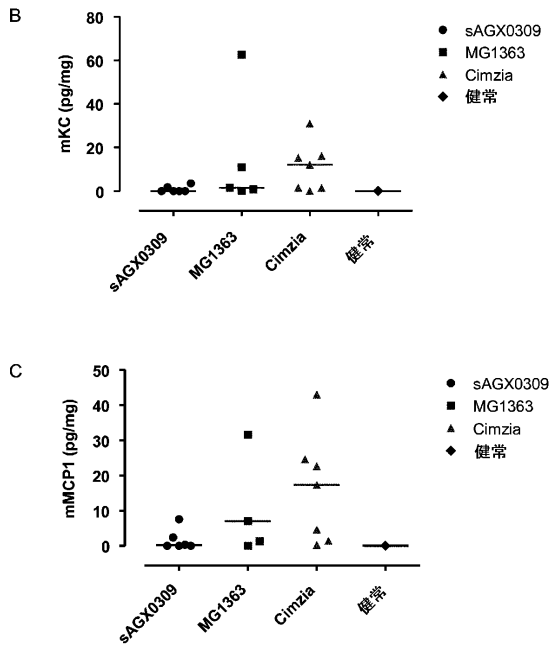 B
mKC (pg/mg)
80
60
40
20
0
sAGX0309
MG1363
Cimzia
健常
sAGX0309
MG1363
Cimzia
健常
C
mMCP1 (pg/mg)
50
40
30
20
10
0
sAGX0309
MG1363
Cimzia
健常
sAGX0309
MG1363
Cimzia
健常